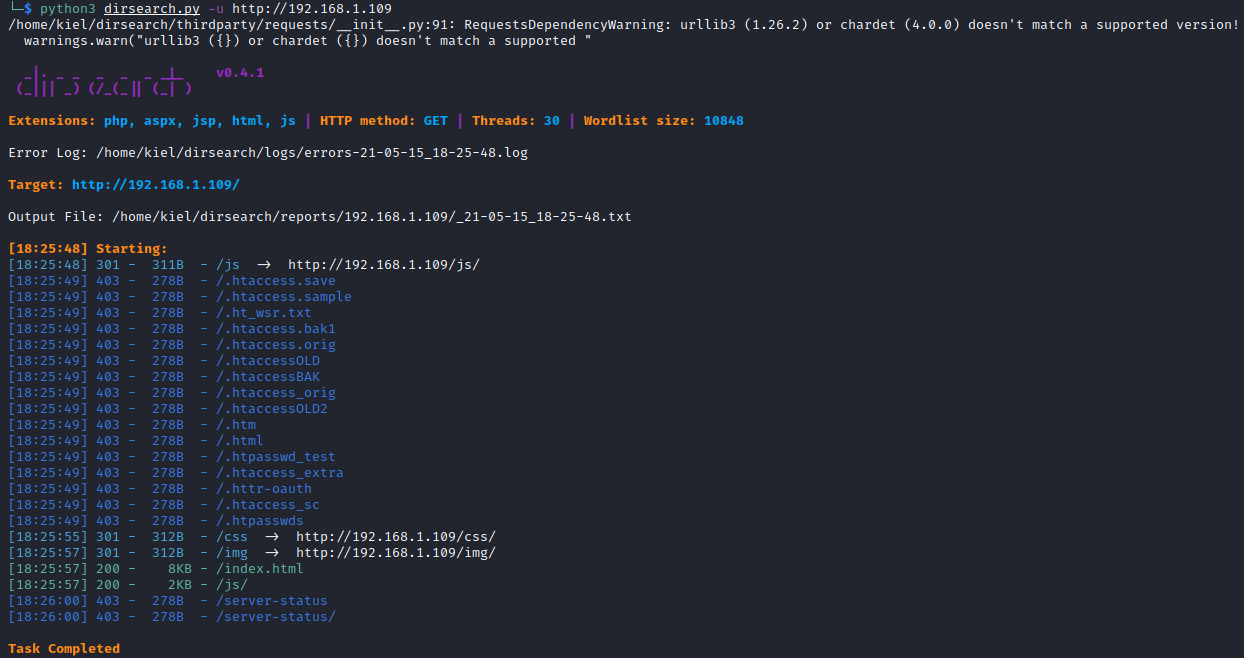 └─$ python3 dirsearch.py -u http://192.168.1.109
/home/kiel/dirsearch/thirdparty/requests/__init__.py:91: RequestsDependencyWarning: urllib3 (1.26.2) or chardet (4.0.0) doesn't match a supported version!
  warnings.warn("urllib3 ({}) or chardet ({}) doesn't match a supported "
  _|. _ _  _  _  _ _|_    v0.4.1
 (_||| _) (/_(_|| (_| )
Extensions: php, aspx, jsp, html, js | HTTP method: GET | Threads: 30 | Wordlist size: 10848
Error Log: /home/kiel/dirsearch/logs/errors-21-05-15_18-25-48.log
Target: http://192.168.1.109/
Output File: /home/kiel/dirsearch/reports/192.168.1.109/_21-05-15_18-25-48.txt
[18:25:48] Starting:
[18:25:48] 301 -  311B  - /js  →  http://192.168.1.109/js/
[18:25:49] 403 -  278B  - /.htaccess.save
[18:25:49] 403 -  278B  - /.htaccess.sample
[18:25:49] 403 -  278B  - /.ht_wsr.txt
[18:25:49] 403 -  278B  - /.htaccess.bak1
[18:25:49] 403 -  278B  - /.htaccess.orig
[18:25:49] 403 -  278B  - /.htaccessOLD
[18:25:49] 403 -  278B  - /.htaccessBAK
[18:25:49] 403 -  278B  - /.htaccess_orig
[18:25:49] 403 -  278B  - /.htaccessOLD2
[18:25:49] 403 -  278B  - /.htm
[18:25:49] 403 -  278B  - /.html
[18:25:49] 403 -  278B  - /.htpasswd_test
[18:25:49] 403 -  278B  - /.htaccess_extra
[18:25:49] 403 -  278B  - /.httr-oauth
[18:25:49] 403 -  278B  - /.htaccess_sc
[18:25:49] 403 -  278B  - /.htpasswds
[18:25:55] 301 -  312B  - /css  →  http://192.168.1.109/css/
[18:25:57] 301 -  312B  - /img  →  http://192.168.1.109/img/
[18:25:57] 200 -    8KB - /index.html
[18:25:57] 200 -    2KB - /js/
[18:26:00] 403 -  278B  - /server-status
[18:26:00] 403 -  278B  - /server-status/
Task Completed